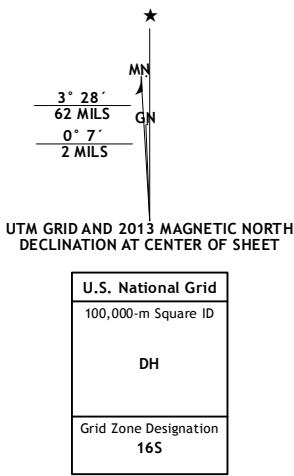 ★
MN
3° 28´
62 MILS
GN
0° 7´
2 MILS
UTM GRID AND 2013 MAGNETIC NORTH
DECLINATION AT CENTER OF SHEET
U.S. National Grid
100,000-m Square ID
DH
Grid Zone Designation
16S